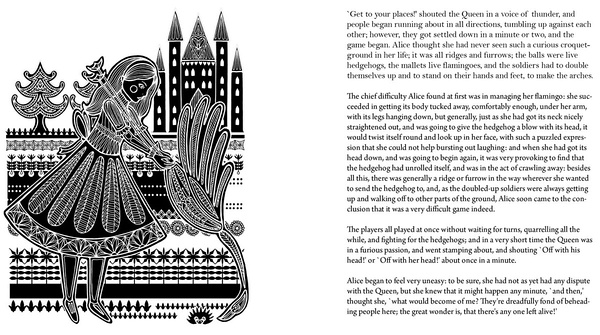 `Get to your places!' shouted the Queen in a voice of thunder, and
people began running about in all directions, tumbling up against each
other; however, they got settled down in a minute or two, and the
game began. Alice thought she had never seen such a curious croquet-
ground in her life; it was all ridges and furrows; the balls were live
hedgehogs, the mallets live flamingoes, and the soldiers had to double
themselves up and to stand on their hands and feet, to make the arches.
The chief difficulty Alice found at first was in managing her flamingo: she suc-
ceeded in getting its body tucked away, comfortably enough, under her arm,
with its legs hanging down, but generally, just as she had got its neck nicely
straightened out, and was going to give the hedgehog a blow with its head, it
would twist itself round and look up in her face, with such a puzzled expres-
sion that she could not help bursting out laughing: and when she had got its
head down, and was going to begin again, it was very provoking to find that
the hedgehog had unrolled itself, and was in the act of crawling away: besides
all this, there was generally a ridge or furrow in the way wherever she wanted
to send the hedgehog to, and, as the doubled-up soldiers were always getting
up and walking off to other parts of the ground, Alice soon came to the con-
clusion that it was a very difficult game indeed.
The players all played at once without waiting for turns, quarrelling all the
while, and fighting for the hedgehogs; and in a very short time the Queen was
in a furious passion, and went stamping about, and shouting `Off with his
head!' or `Off with her head!' about once in a minute.
Alice began to feel very uneasy: to be sure, she had not as yet had any dispute
with the Queen, but she knew that it might happen any minute, `and then,'
thought she, `what would become of me? They're dreadfully fond of behead-
ing people here; the great wonder is, that there's any one left alive!'